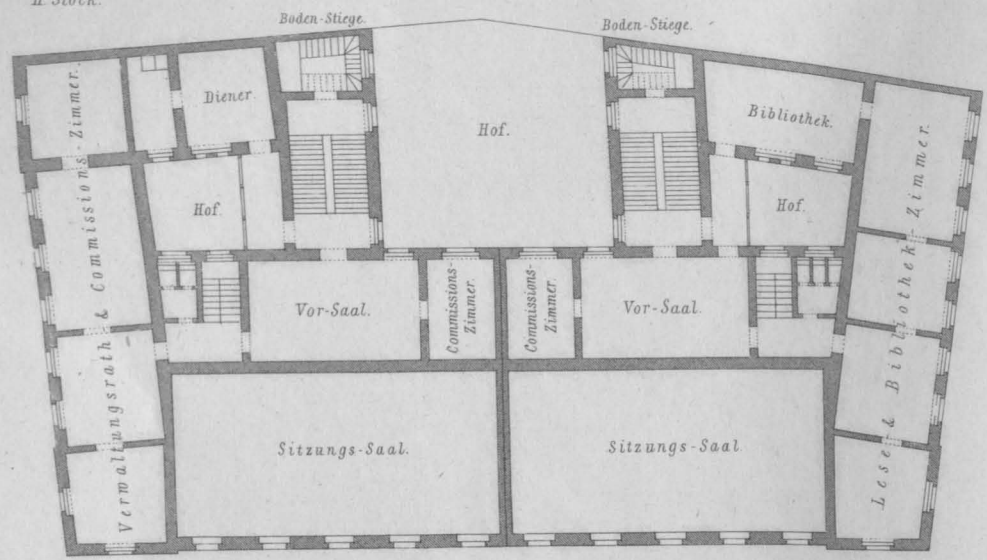 II Stock.
Boden-Stiege.
Boden-Stiege.
Diener.
Hof.
Bibliothek.
Verwaltungsrath & Commissions-Zimmer.
Hof.
Hof.
Lese & Bibliothek-Zimmer.
Vor-Saal.
Commissions-
Zimmer.
Commissions-
Zimmer.
Vor-Saal.
Sitzungs-Saal.
Sitzungs-Saal